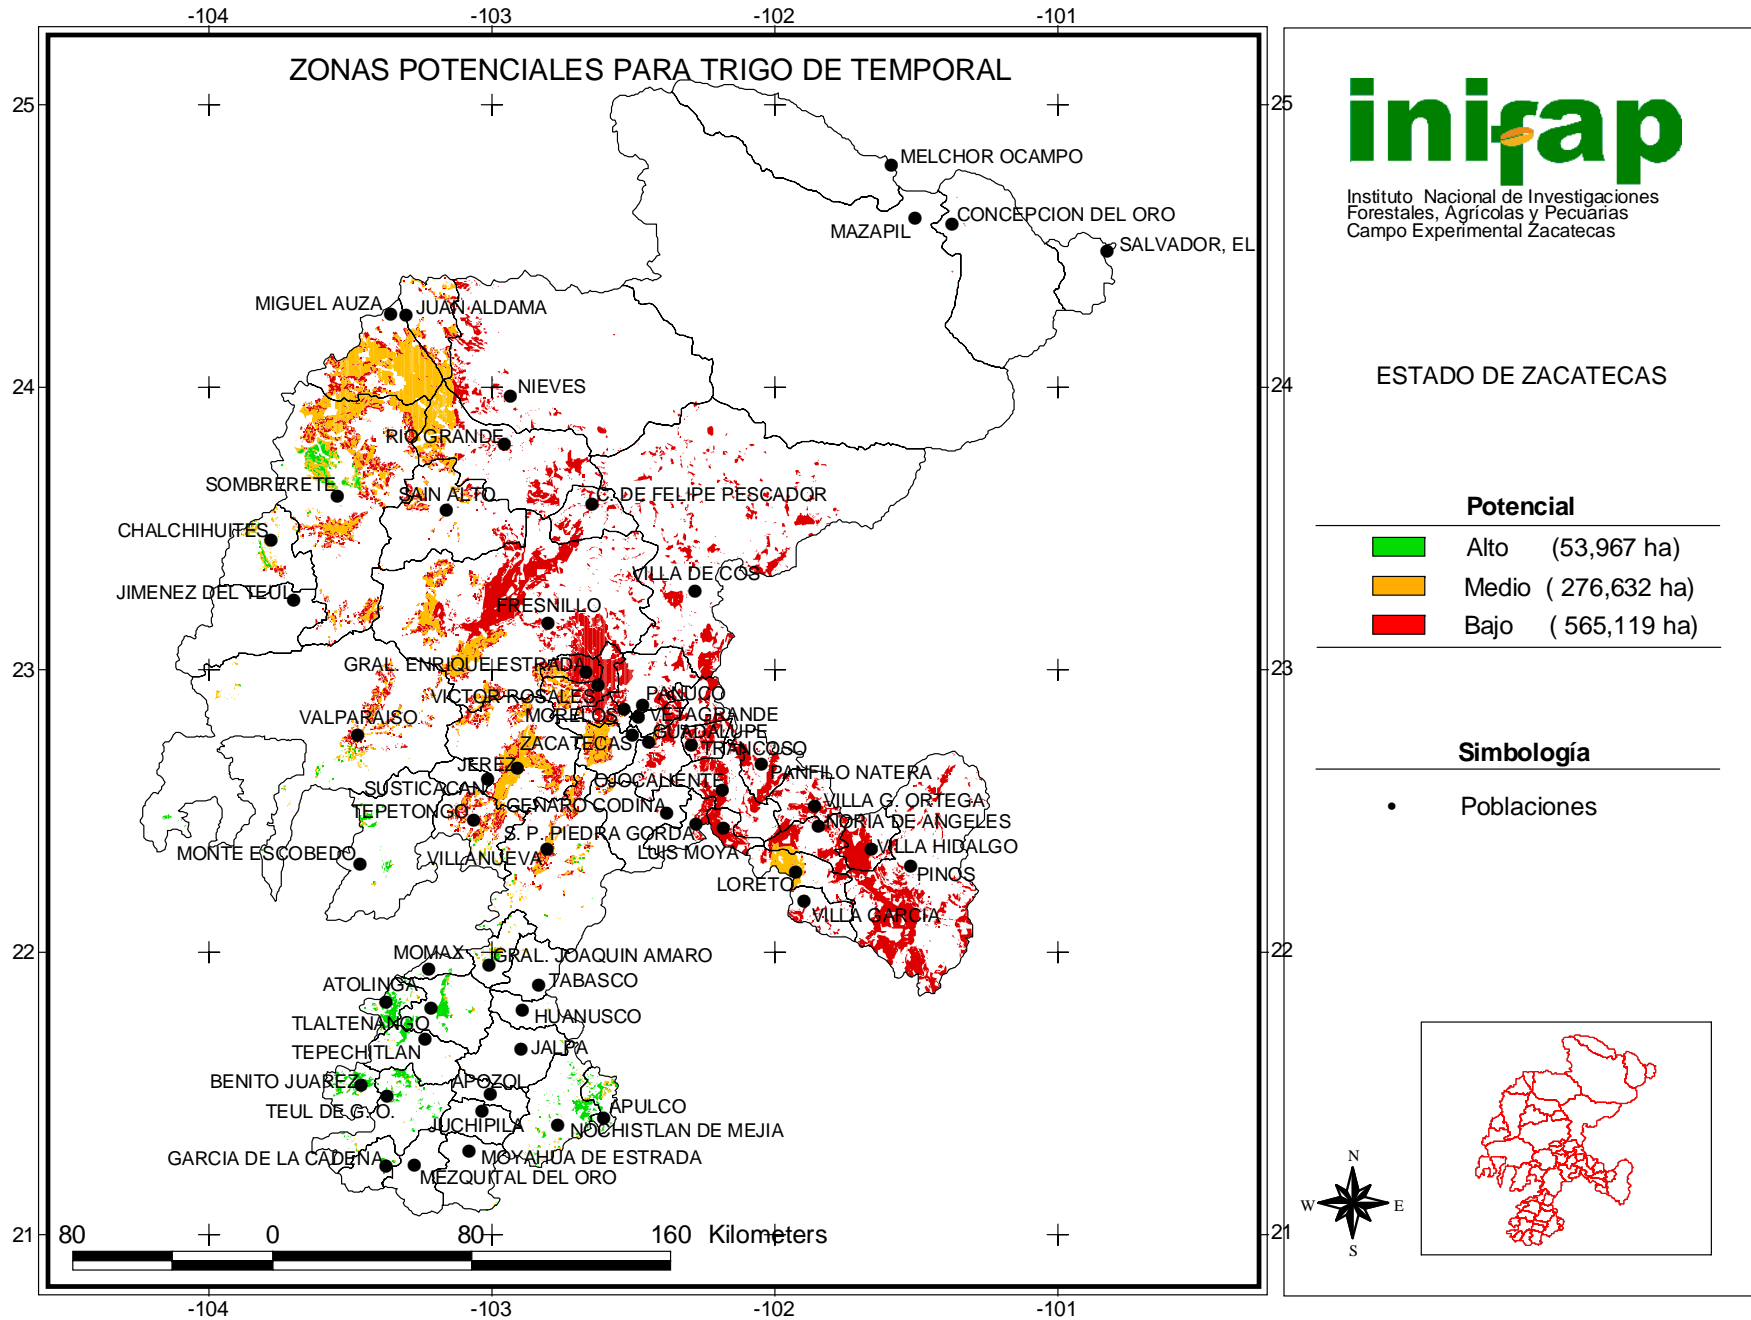 -104
-103
-102
-101
ZONAS POTENCIALES PARA TRIGO DE TEMPORAL
25
25
MELCHOR OCAMPO
CONCEPCION DEL ORO
MAZAPIL
SALVADOR, EL
MIGUEL AUZA
JUAN ALDAMA
24
24
NIEVES
RIO GRANDE
SOMBRERETE
SAIN ALTO
C. DE FELIPE PESCADOR
CHALCHIHUITES
VILLA DE COS
JIMENEZ DEL TEUL
FRESNILLO
23
23
GRAL. ENRIQUE ESTRADA
VICTOR ROSALES
PANUCO
VALPARAISO
MORELOS
VETAGRANDE
GUADALUPE
ZACATECAS
TRANCOSO
JEREZ
PANFILO NATERA
SUSTICACAN
OJOCALIENTE
TEPETONGO
GENARO CODINA
VILLA G. ORTEGA
NORIA DE ANGELES
S. P. PIEDRA GORDA
MONTE ESCOBEDO
VILLANUEVA
LUIS MOYA
VILLA HIDALGO
LORETO
PINOS
VILLA GARCIA
22
22
MOMAX
GRAL. JOAQUIN AMARO
ATOLINGA
TABASCO
TLALTENANGO
HUANUSCO
TEPECHITLAN
JALPA
BENITO JUAREZ
APOZOL
TEUL DE G. O.
APULCO
JUCHIPILA
NOCHISTLAN DE MEJIA
GARCIA DE LA CADENA
MOYAHUA DE ESTRADA
MEZQUITAL DEL ORO
21
21
80
0
80
160
Kilometers
-104
-103
-102
-101
inifap
Instituto Nacional de Investigaciones
Forestales, Agrícolas y Pecuarias
Campo Experimental Zacatecas
ESTADO DE ZACATECAS
Potencial
Alto (53,967 ha)
Medio ( 276,632 ha)
Bajo ( 565,119 ha)
Simbología
Poblaciones
N
W
E
S